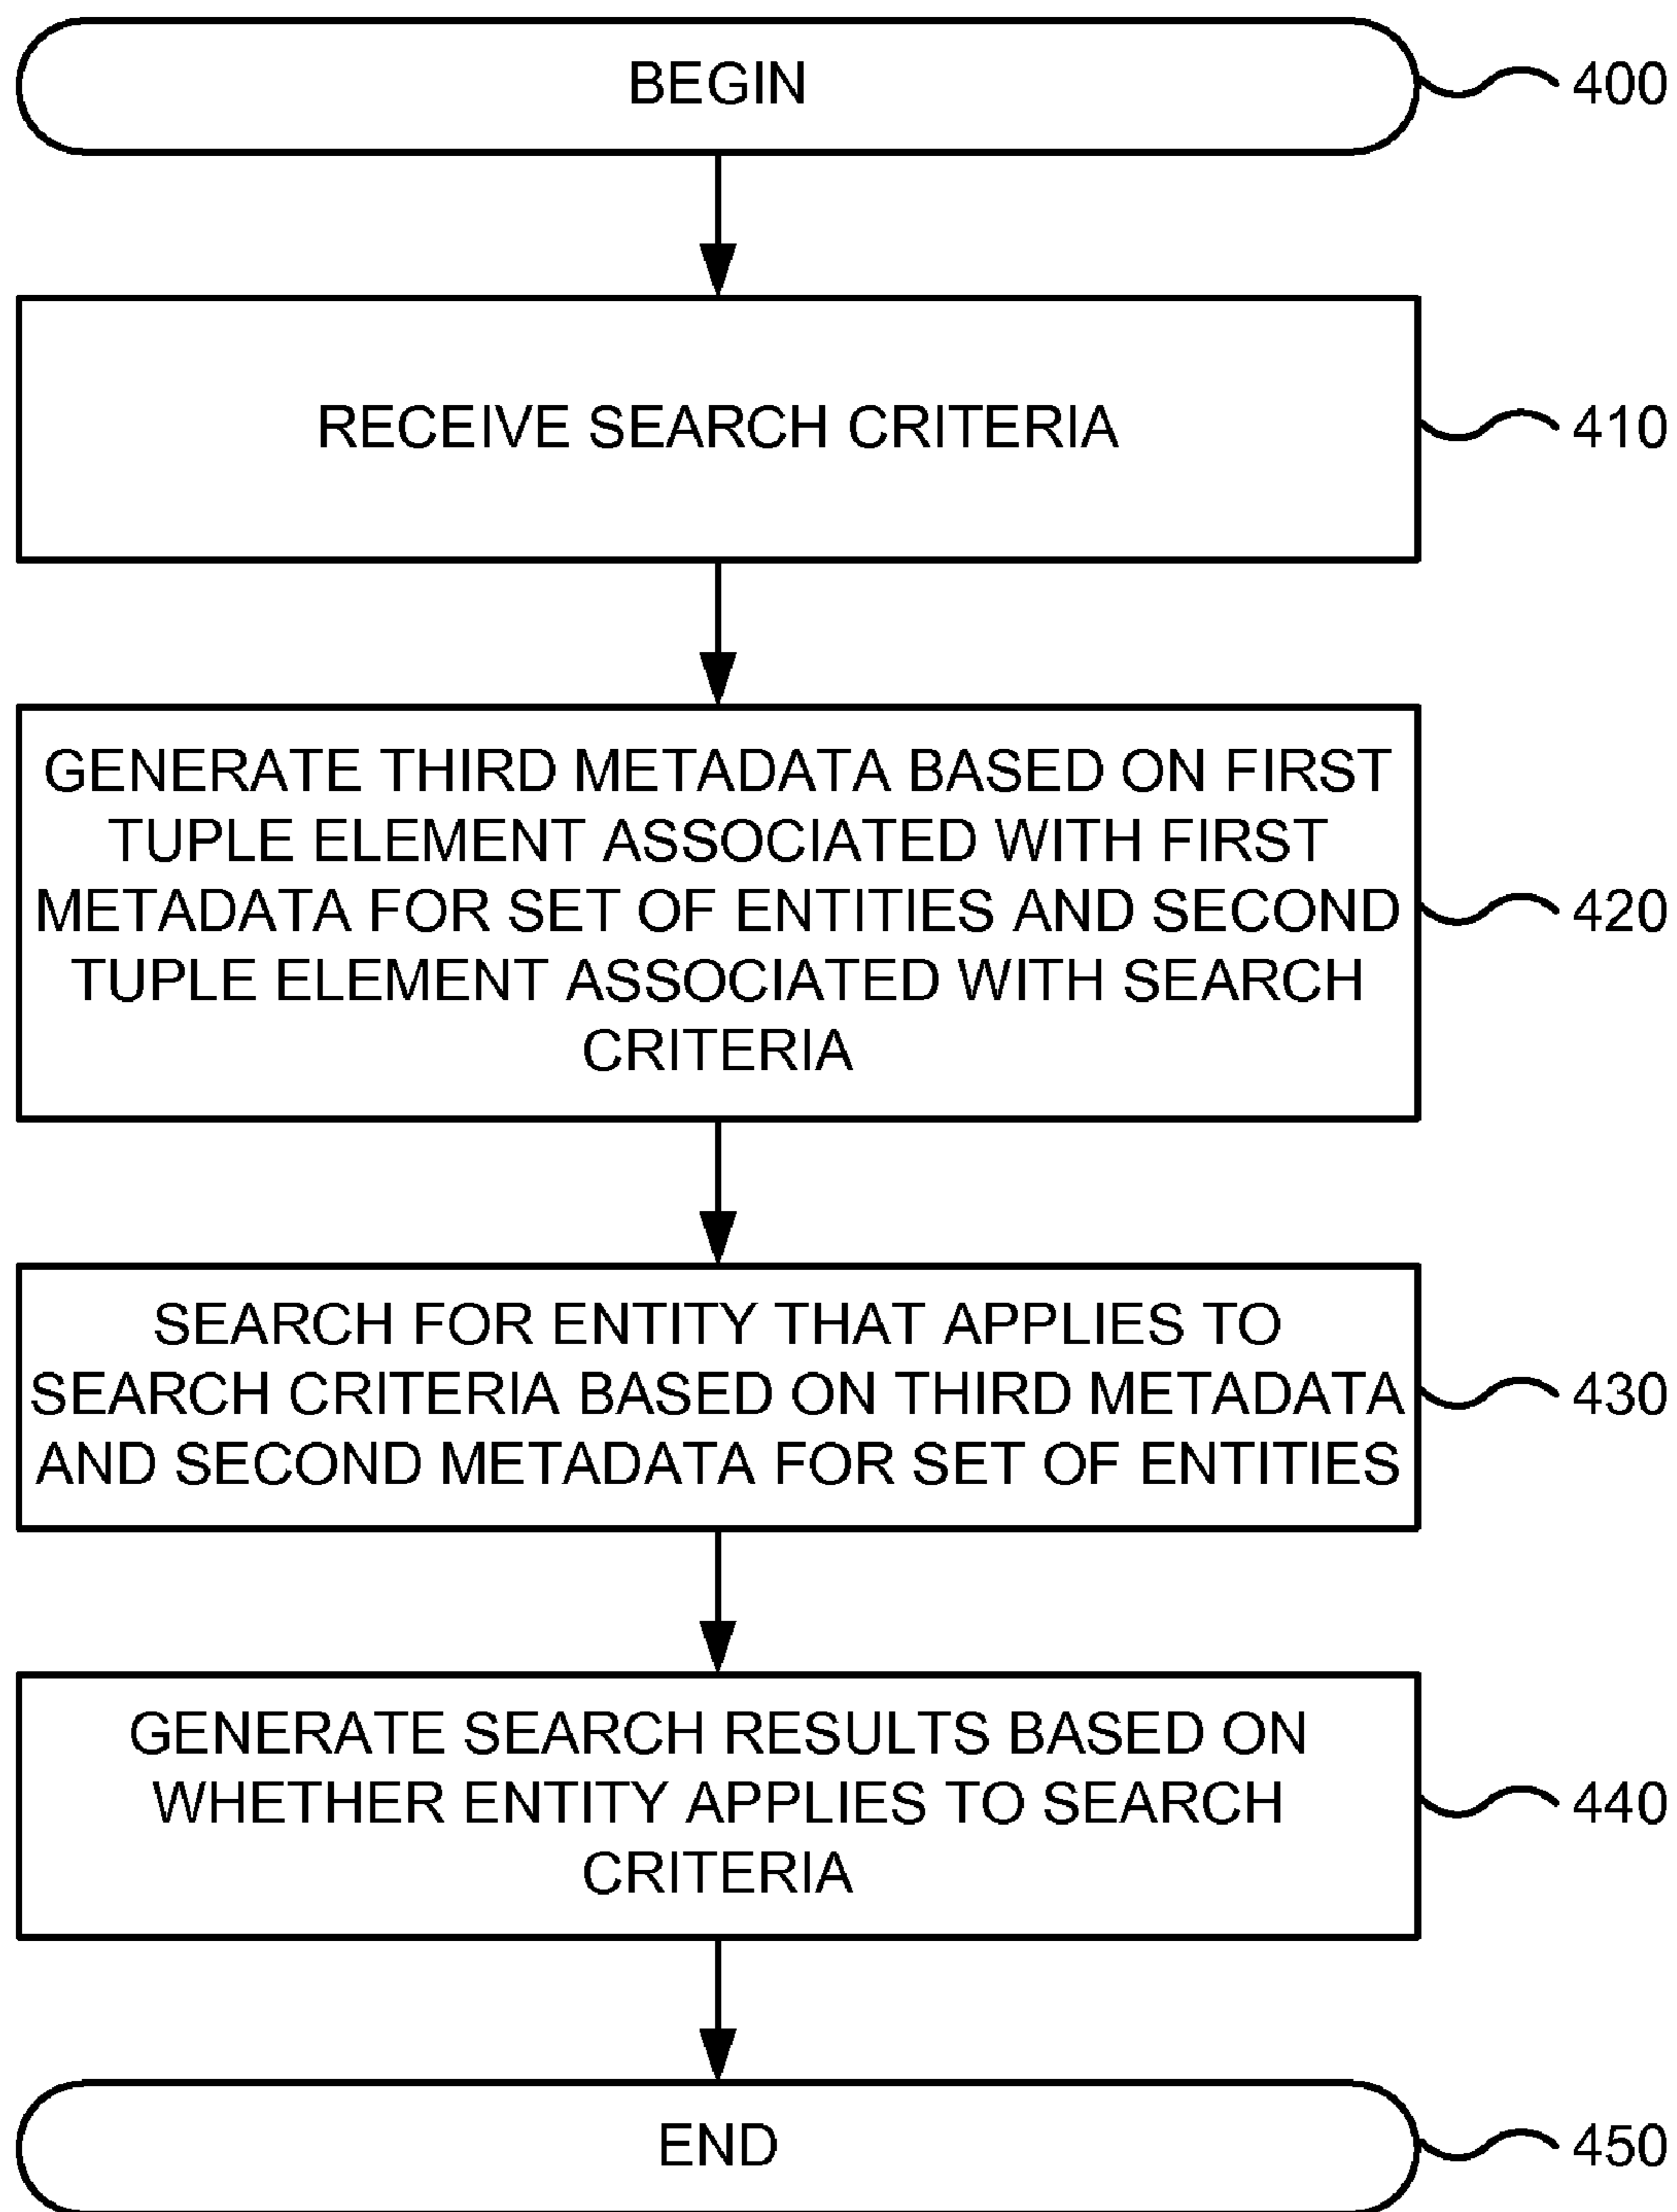 BEGIN
400
RECEIVE SEARCH CRITERIA
410
GENERATE THIRD METADATA BASED ON FIRST
TUPLE ELEMENT ASSOCIATED WITH FIRST
METADATA FOR SET OF ENTITIES AND SECOND
TUPLE ELEMENT ASSOCIATED WITH SEARCH
CRITERIA
420
SEARCH FOR ENTITY THAT APPLIES TO
SEARCH CRITERIA BASED ON THIRD METADATA
AND SECOND METADATA FOR SET OF ENTITIES
430
GENERATE SEARCH RESULTS BASED ON
WHETHER ENTITY APPLIES TO SEARCH
CRITERIA
440
END
450